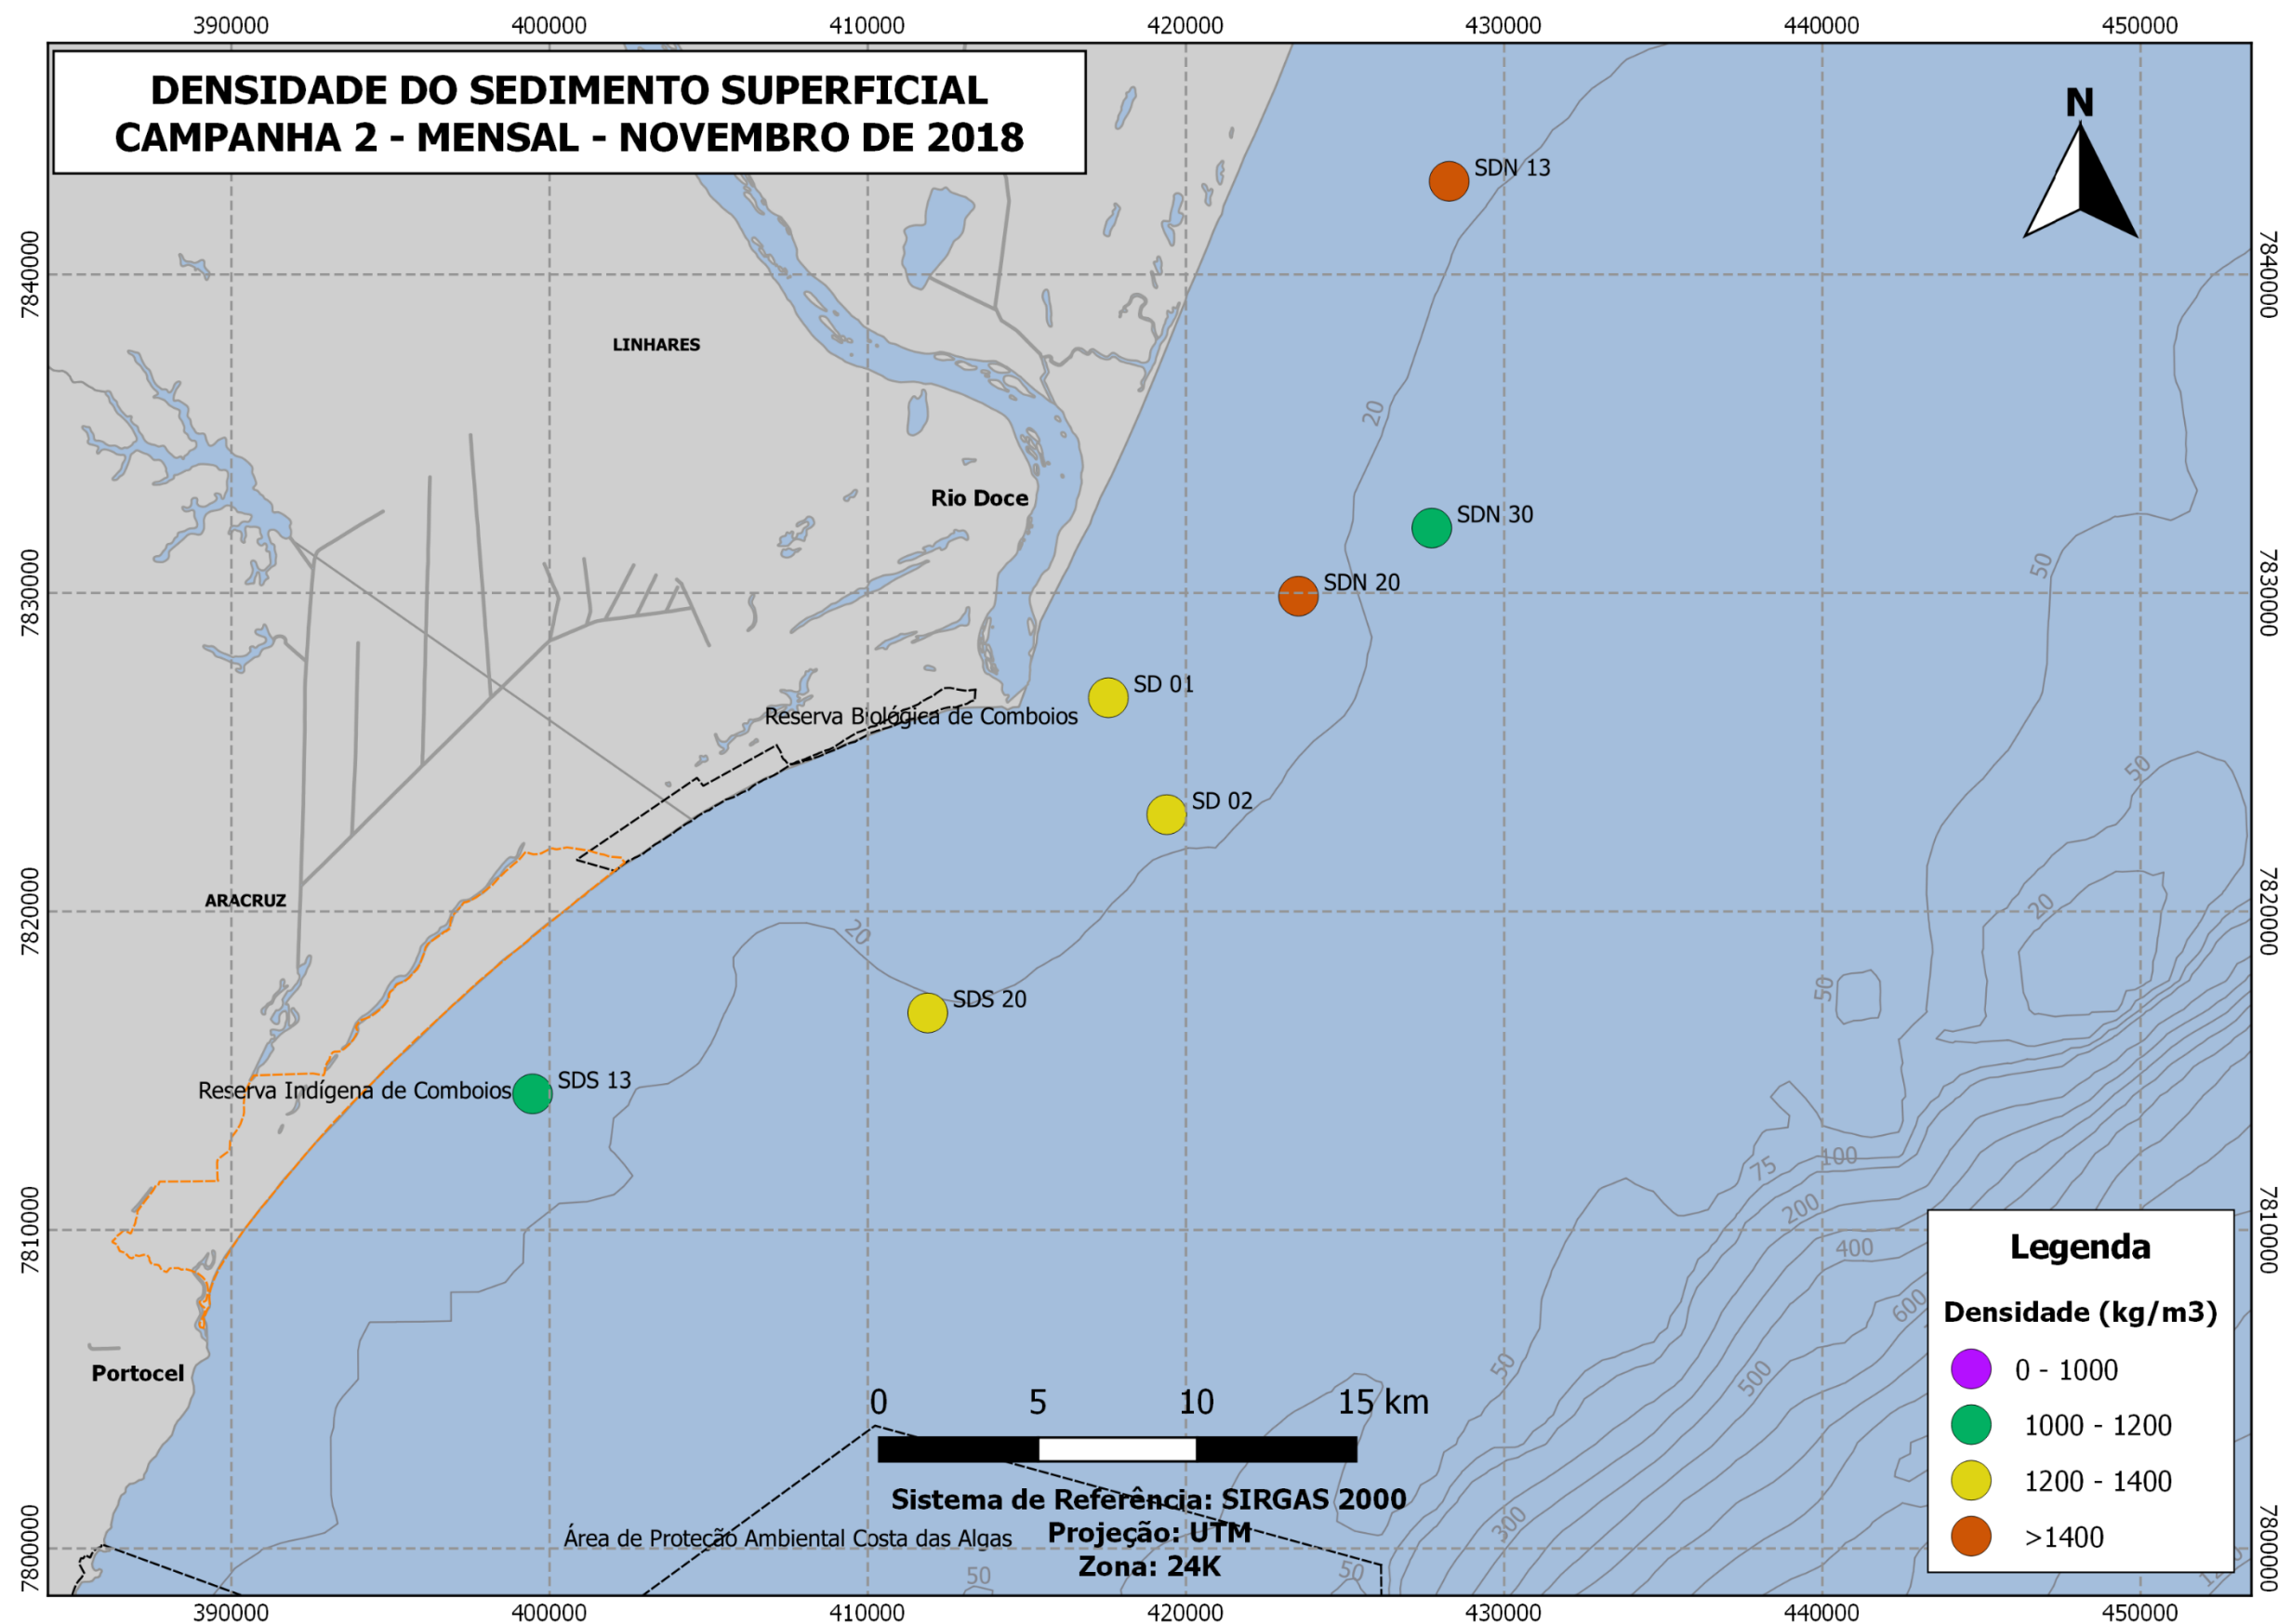 390000 400000 410000 420000 430000 440000 450000
DENSIDADE DO SEDIMENTO SUPERFICIAL
CAMPANHA 2 - MENSAL - NOVEMBRO DE 2018
N
SDN 13
7840000
7840000
LINHARES
20
Rio Doce
SDN 30
50
7830000
SDN 20
7830000
SD 01
Reserva Biológica de Comboios
50
SD 02
ARACRUZ
20
20
7820000
7820000
50
SDS 20
SDS 13
Reserva Indígena de Comboios
75
100
200
7810000
7810000
400
600
50
500
Portocel
Legenda
Densidade (kg/m3)
0 - 1000
1000 - 1200
1200 - 1400
>1400
0 5 10 15 km
Sistema de Referência: SIRGAS 2000
Projeção: UTM
Zona: 24K
Área de Proteção Ambiental Costa das Algas
300
50
50
7800000
7800000
390000 400000 410000 420000 430000 440000 450000